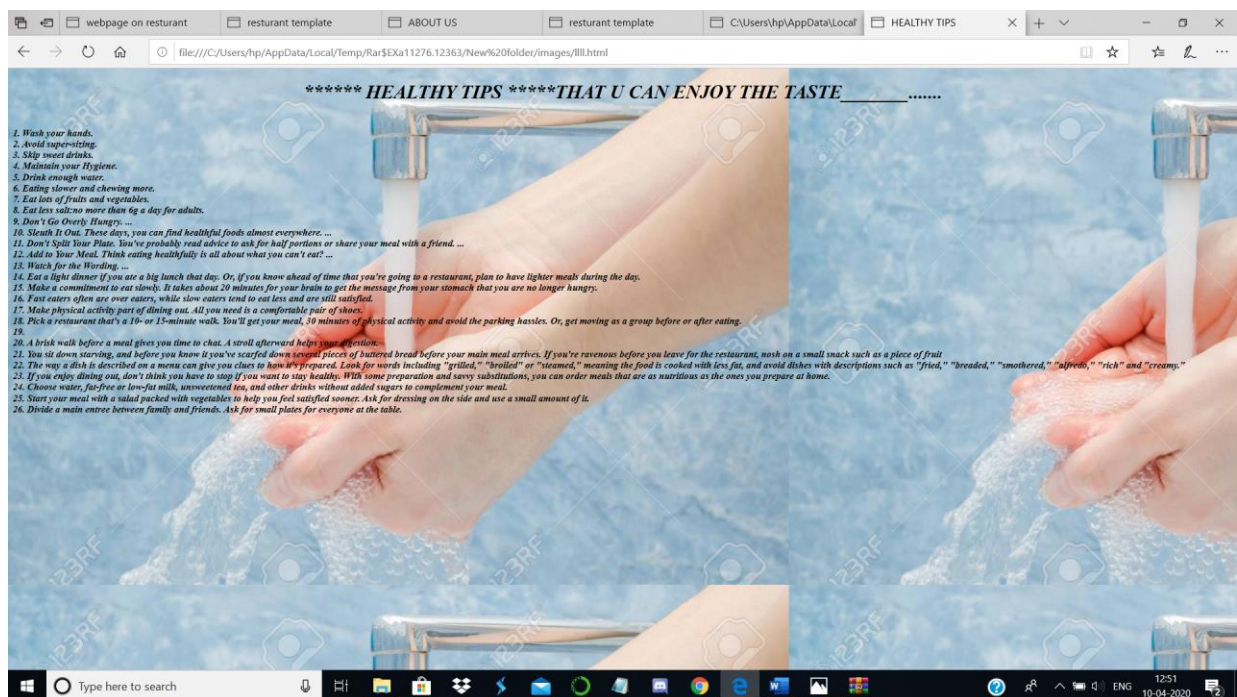 webpage on resturant
resturant template
ABOUT US
resturant template
C:\Users\hp\AppData\Local'
HEALTHY TIPS
file:///C:/Users/hp/AppData/Local/Temp/Rar$EXa11276.12363/New%20folder/images/llll.html
****** HEALTHY TIPS *****THAT U CAN ENJOY THE TASTE_______.......
1. Wash your hands.
2. Avoid super-sizing.
3. Skip sweet drinks.
4. Maintain your Hygiene.
5. Drink enough water.
6. Eating slower and chewing more.
7. Eat lots of fruits and vegetables.
8. Eat less salt:no more than 6g a day for adults.
9. Don't Go Overly Hungry. ...
10. Sleuth It Out. These days, you can find healthful foods almost everywhere. ...
11. Don't Split Your Plate. You've probably read advice to ask for half portions or share your meal with a friend. ...
12. Add to Your Meal. Think eating healthfully is all about what you can't eat? ...
13. Watch for the Wording. ...
14. Eat a light dinner if you ate a big lunch that day. Or, if you know ahead of time that you're going to a restaurant, plan to have lighter meals during the day.
15. Make a commitment to eat slowly. It takes about 20 minutes for your brain to get the message from your stomach that you are no longer hungry.
16. Fast eaters often are over eaters, while slow eaters tend to eat less and are still satisfied.
17. Make physical activity part of dining out. All you need is a comfortable pair of shoes.
18. Pick a restaurant that's a 10- or 15-minute walk. You'll get your meal, 30 minutes of physical activity and avoid the parking hassles. Or, get moving as a group before or after eating.
19.
20. A brisk walk before a meal gives you time to chat. A stroll afterward helps your digestion.
21. You sit down starving, and before you know it you've scarfed down several pieces of buttered bread before your main meal arrives. If you're ravenous before you leave for the restaurant, nosh on a small snack such as a piece of fruit
22. The way a dish is described on a menu can give you clues to how it's prepared. Look for words including "grilled," "broiled" or "steamed," meaning the food is cooked with less fat, and avoid dishes with descriptions such as "fried," "breaded," "smothered," "alfredo," "rich" and "creamy."
23. If you enjoy dining out, don't think you have to stop if you want to stay healthy. With some preparation and savvy substitutions, you can order meals that are as nutritious as the ones you prepare at home.
24. Choose water, fat-free or low-fat milk, unsweetened tea, and other drinks without added sugars to complement your meal.
25. Start your meal with a salad packed with vegetables to help you feel satisfied sooner. Ask for dressing on the side and use a small amount of it.
26. Divide a main entree between family and friends. Ask for small plates for everyone at the table.
123RF
123RF
123RF
123RF
123RF
123RF
123RF
123RF
Type here to search
ENG
12:51
10-04-2020